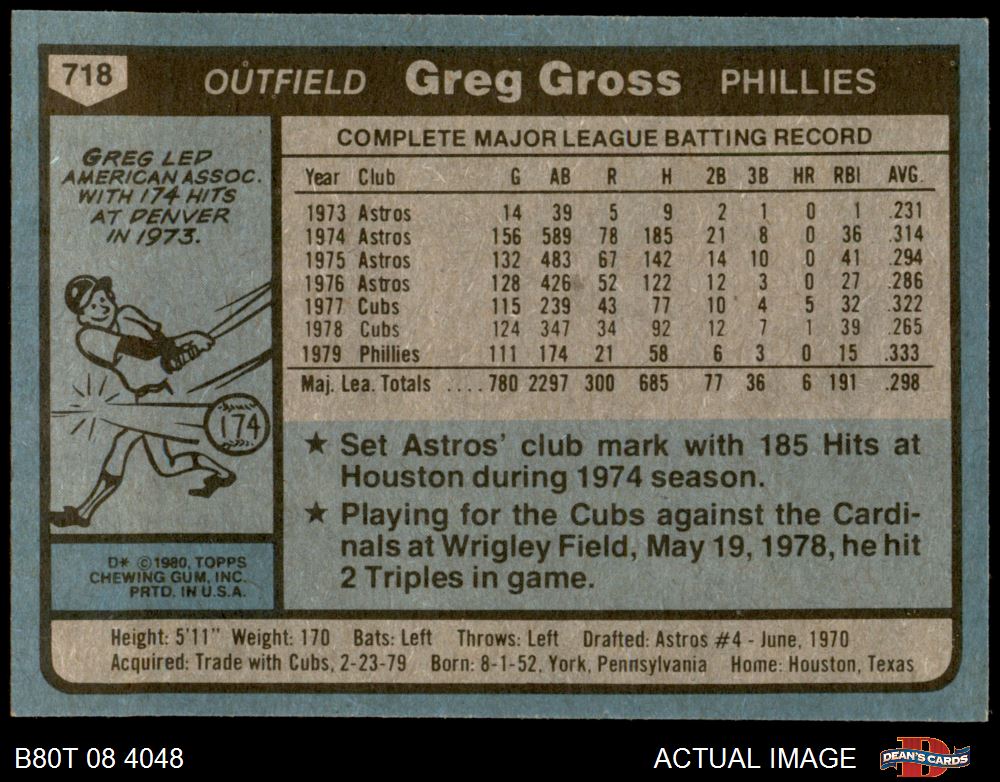 718 OUTFIELD Greg Gross PHILLIES
GREG LED
AMERICAN ASSOC.
WITH 174 HITS
AT DENVER
IN 1973.
174
D* ©1980, TOPPS
CHEWING GUM, INC.
PRTD. IN U.S.A.
COMPLETE MAJOR LEAGUE BATTING RECORD
Year Club G AB R H 2B 3B HR RBI AVG.
1973 Astros 14 39 5 9 2 1 0 1 .231
1974 Astros 156 589 78 185 21 8 0 36 .314
1975 Astros 132 483 67 142 14 10 0 41 .294
1976 Astros 128 426 52 122 12 3 0 27 .286
1977 Cubs 115 239 43 77 10 4 5 32 .322
1978 Cubs 124 347 34 92 12 7 1 39 .265
1979 Phillies 111 174 21 58 6 3 0 15 .333
Maj. Lea. Totals ....780 2297 300 685 77 36 6 191 .298
★ Set Astros' club mark with 185 Hits at
Houston during 1974 season.
★ Playing for the Cubs against the Cardi-
nals at Wrigley Field, May 19, 1978, he hit
2 Triples in game.
Height: 5'11" Weight: 170 Bats: Left Throws: Left Drafted: Astros #4 - June, 1970
Acquired: Trade with Cubs, 2-23-79 Born: 8-1-52, York, Pennsylvania Home: Houston, Texas
B80T 08 4048 ACTUAL IMAGE DEAN'S CARDS